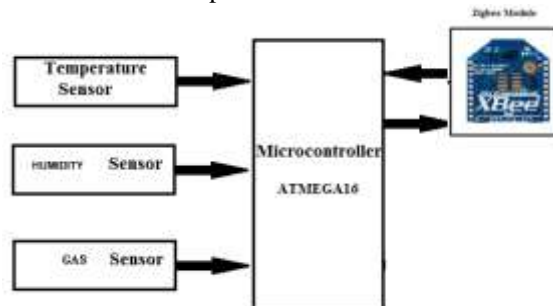 Zigbee Module
Temperature
Sensor
XBee
HUMIDITY Sensor
Microcontroller
ATMEGA16
GAS Sensor